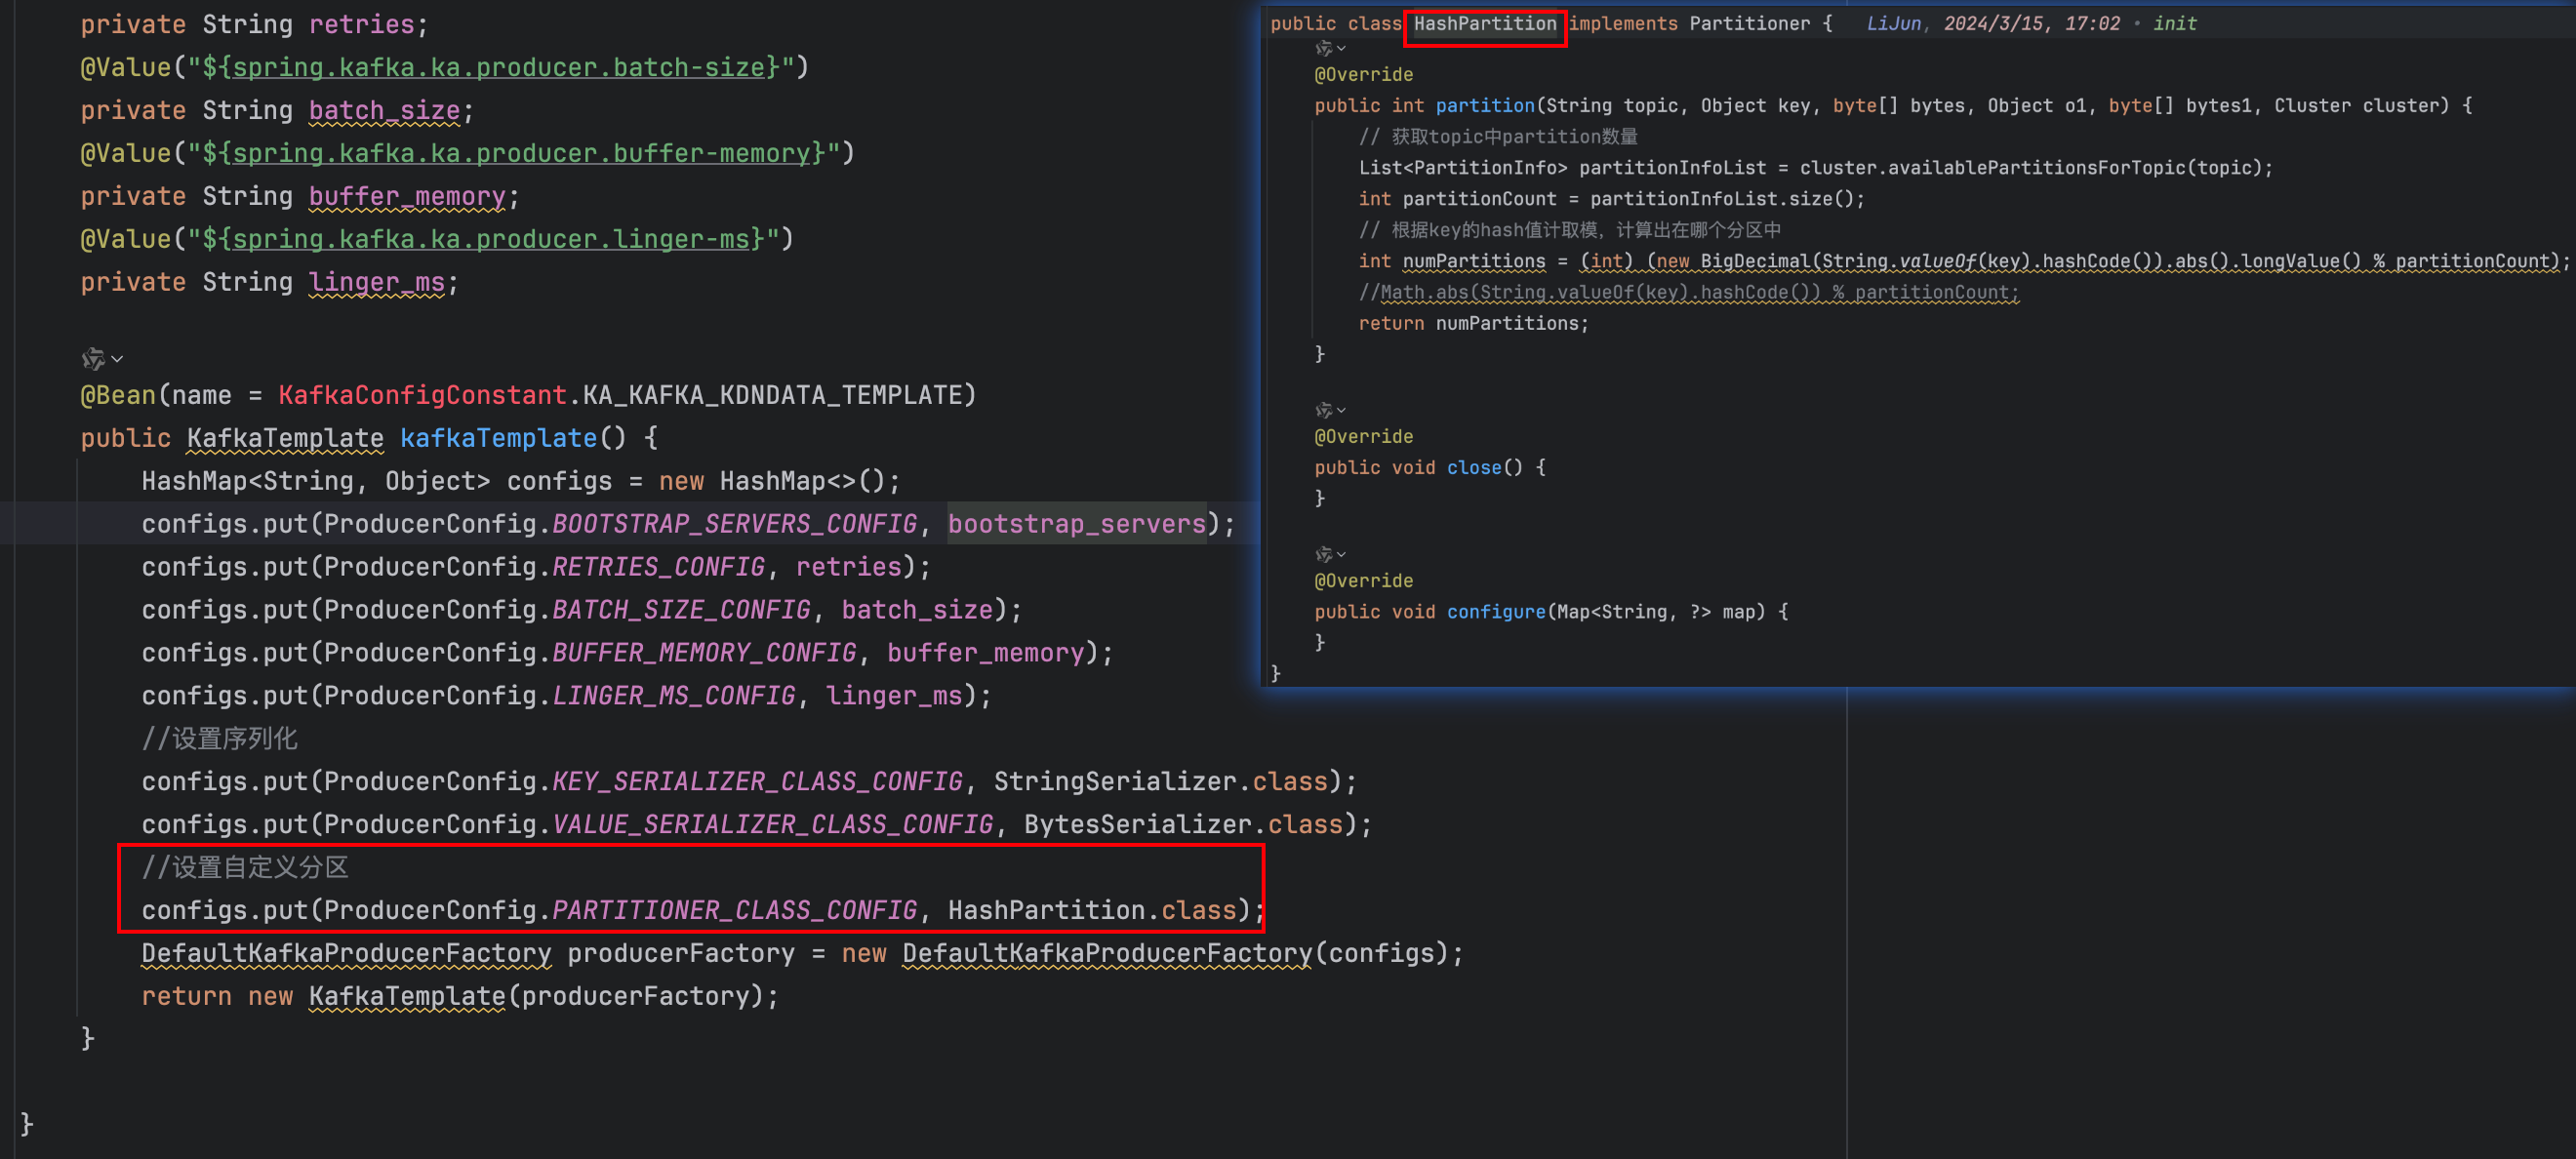 private String retries;
@Value("${spring.kafka.ka.producer.batch-size}")
private String batch_size;
@Value("${spring.kafka.ka.producer.buffer-memory}")
private String buffer_memory;
@Value("${spring.kafka.ka.producer.linger-ms}")
private String linger_ms;
@Bean(name = KafkaConfigConstant.KA_KAFKA_KDNDATA_TEMPLATE)
public KafkaTemplate kafkaTemplate() {
HashMap<String, Object> configs = new HashMap<>();
configs.put(ProducerConfig.BOOTSTRAP_SERVERS_CONFIG, bootstrap_servers);
configs.put(ProducerConfig.RETRIES_CONFIG, retries);
configs.put(ProducerConfig.BATCH_SIZE_CONFIG, batch_size);
configs.put(ProducerConfig.BUFFER_MEMORY_CONFIG, buffer_memory);
configs.put(ProducerConfig.LINGER_MS_CONFIG, linger_ms);
//设置序列化
configs.put(ProducerConfig.KEY_SERIALIZER_CLASS_CONFIG, StringSerializer.class);
configs.put(ProducerConfig.VALUE_SERIALIZER_CLASS_CONFIG, BytesSerializer.class);
//设置自定义分区
configs.put(ProducerConfig.PARTITIONER_CLASS_CONFIG, HashPartition.class);
DefaultKafkaProducerFactory producerFactory = new DefaultKafkaProducerFactory(configs);
return new KafkaTemplate(producerFactory);
}
}
public class HashPartition implements Partitioner { LiJun, 2024/3/15, 17:02 · init
@Override
public int partition(String topic, Object key, byte[] bytes, Object o1, byte[] bytes1, Cluster cluster) {
// 获取topic中partition数量
List<PartitionInfo> partitionInfoList = cluster.availablePartitionsForTopic(topic);
int partitionCount = partitionInfoList.size();
// 根据key的hash值计取模，计算出在哪个分区中
int numPartitions = (int) (new BigDecimal(String.valueOf(key).hashCode()).abs().longValue() % partitionCount);
//Math.abs(String.valueOf(key).hashCode()) % partitionCount;
return numPartitions;
}
@Override
public void close() {
}
@Override
public void configure(Map<String, ?> map) {
}
}